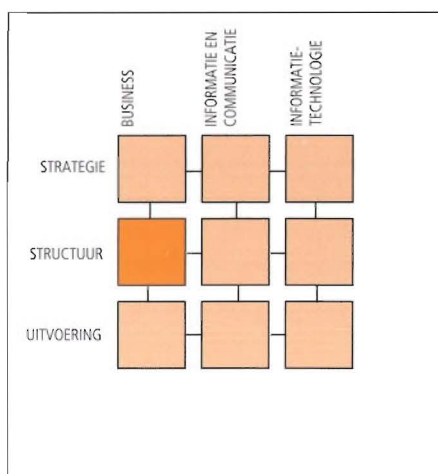 BUSINESS
INFORMATIE EN
COMMUNICATIE
INFORMATIE-
TECHNOLOGIE
STRATEGIE
STRUCTUUR
UITVOERING